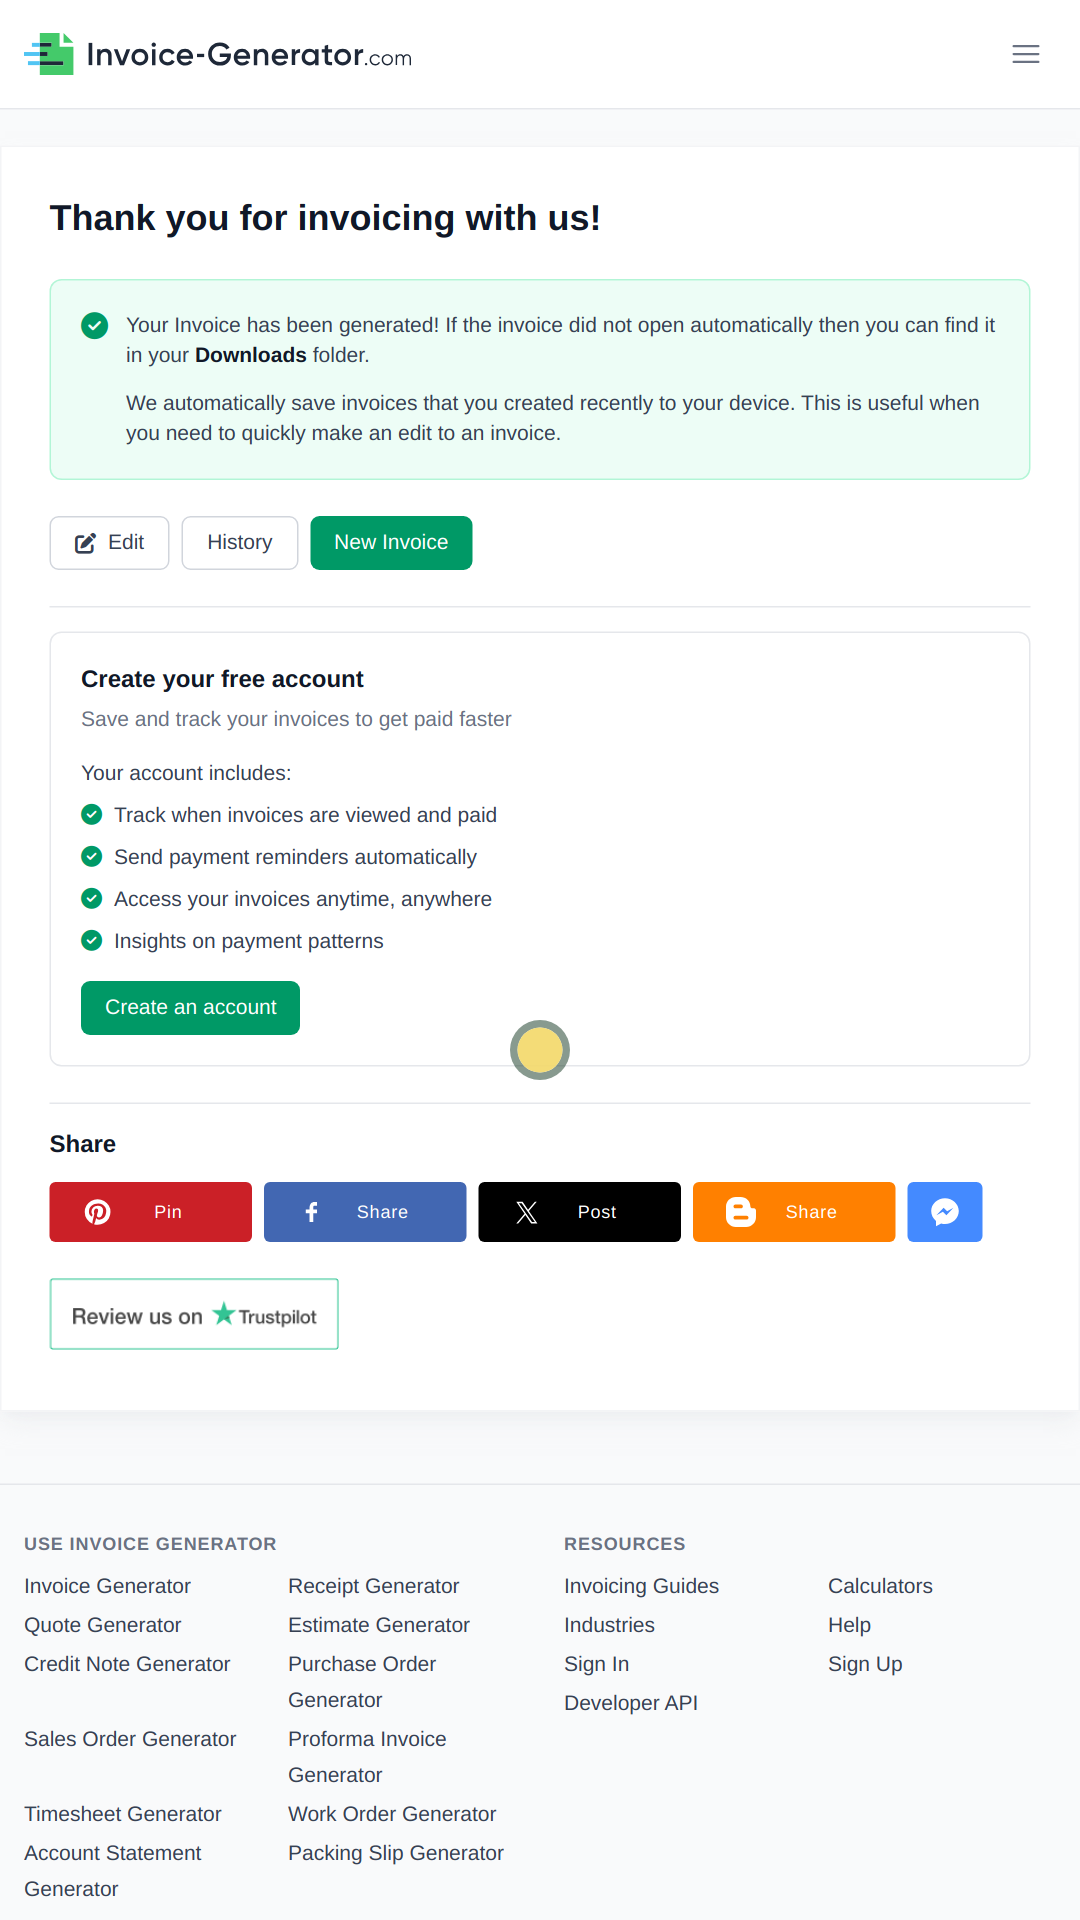 Invoice-Generator.com
Thank you for invoicing with us!
Your Invoice has been generated! If the invoice did not open automatically then you can find it
in your Downloads folder.
We automatically save invoices that you created recently to your device. This is useful when
you need to quickly make an edit to an invoice.
Edit
History
New Invoice
Create your free account
Save and track your invoices to get paid faster
Your account includes:
Track when invoices are viewed and paid
Send payment reminders automatically
Access your invoices anytime, anywhere
Insights on payment patterns
Create an account
Share
Pin
Share
Post
Share
Review us on Trustpilot
USE INVOICE GENERATOR
Invoice Generator
Receipt Generator
Quote Generator
Estimate Generator
Credit Note Generator
Purchase Order
Generator
Sales Order Generator
Proforma Invoice
Generator
Timesheet Generator
Work Order Generator
Account Statement
Generator
Packing Slip Generator
RESOURCES
Invoicing Guides
Calculators
Industries
Help
Sign In
Sign Up
Developer API